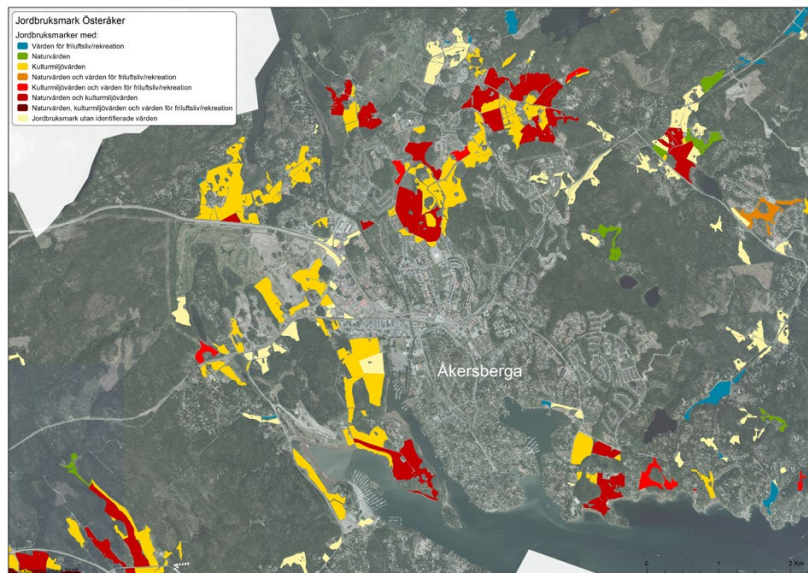 Jordbruksmark Österåker
Jordbruksmarker med:
Värden för friluftsliv/rekreation
Naturvärden
Kulturmiljövärden
Naturvärden och värden för friluftsliv/rekreation
Kulturmiljövärden och värden för friluftsliv/rekreation
Naturvärden och kulturmiljövärden
Naturvärden, kulturmiljövärden och värden för friluftsliv/rekreation
Jordbruksmark utan identifierade värden
Åkersberga
0 1 2 Km